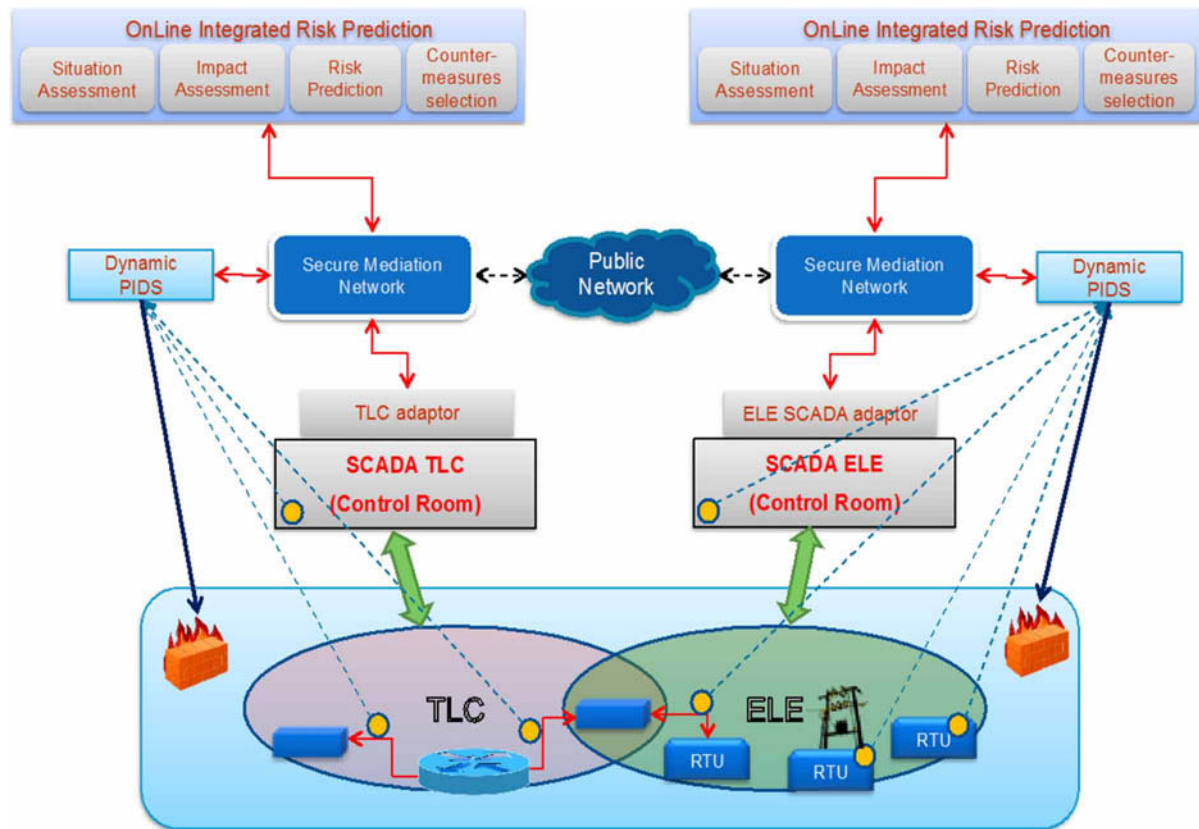 OnLine Integrated Risk Prediction
Situation
Assessment
Impact
Assessment
Risk
Prediction
Counter-
measures
selection
OnLine Integrated Risk Prediction
Situation
Assessment
Impact
Assessment
Risk
Prediction
Counter-
measures
selection
Dynamic
PIDS
Secure Mediation
Network
Public
Network
Secure Mediation
Network
Dynamic
PIDS
TLC adaptor
SCADA TLC
(Control Room)
ELE SCADA adaptor
SCADA ELE
(Control Room)
TLC
ELE
RTU
RTU
RTU